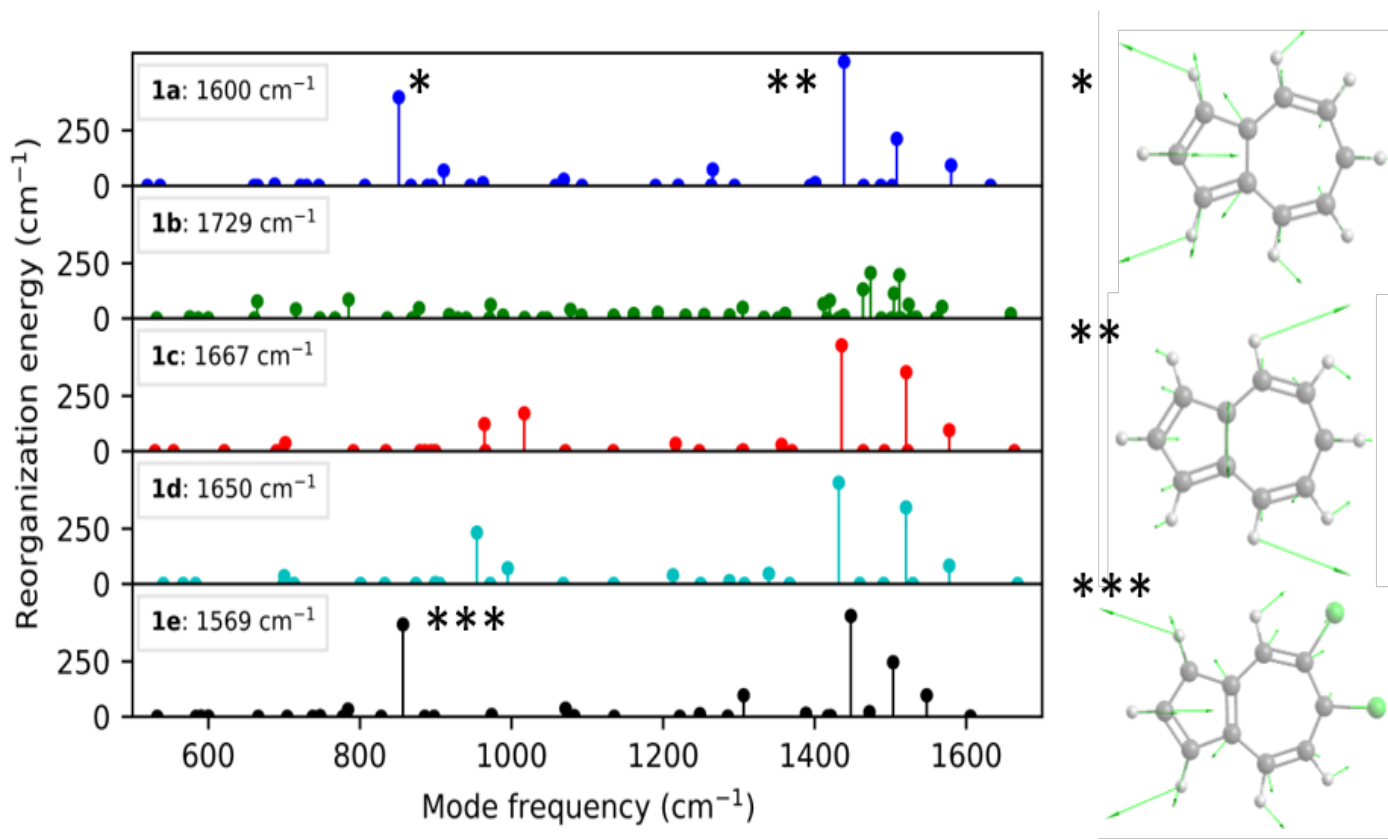 Reorganization energy (cm⁻¹)
1a: 1600 cm⁻¹
*
**
250
0
1b: 1729 cm⁻¹
250
0
1c: 1667 cm⁻¹
250
0
1d: 1650 cm⁻¹
250
0
1e: 1569 cm⁻¹
***
250
0
600 800 1000 1200 1400 1600
Mode frequency (cm⁻¹)
*
**
***